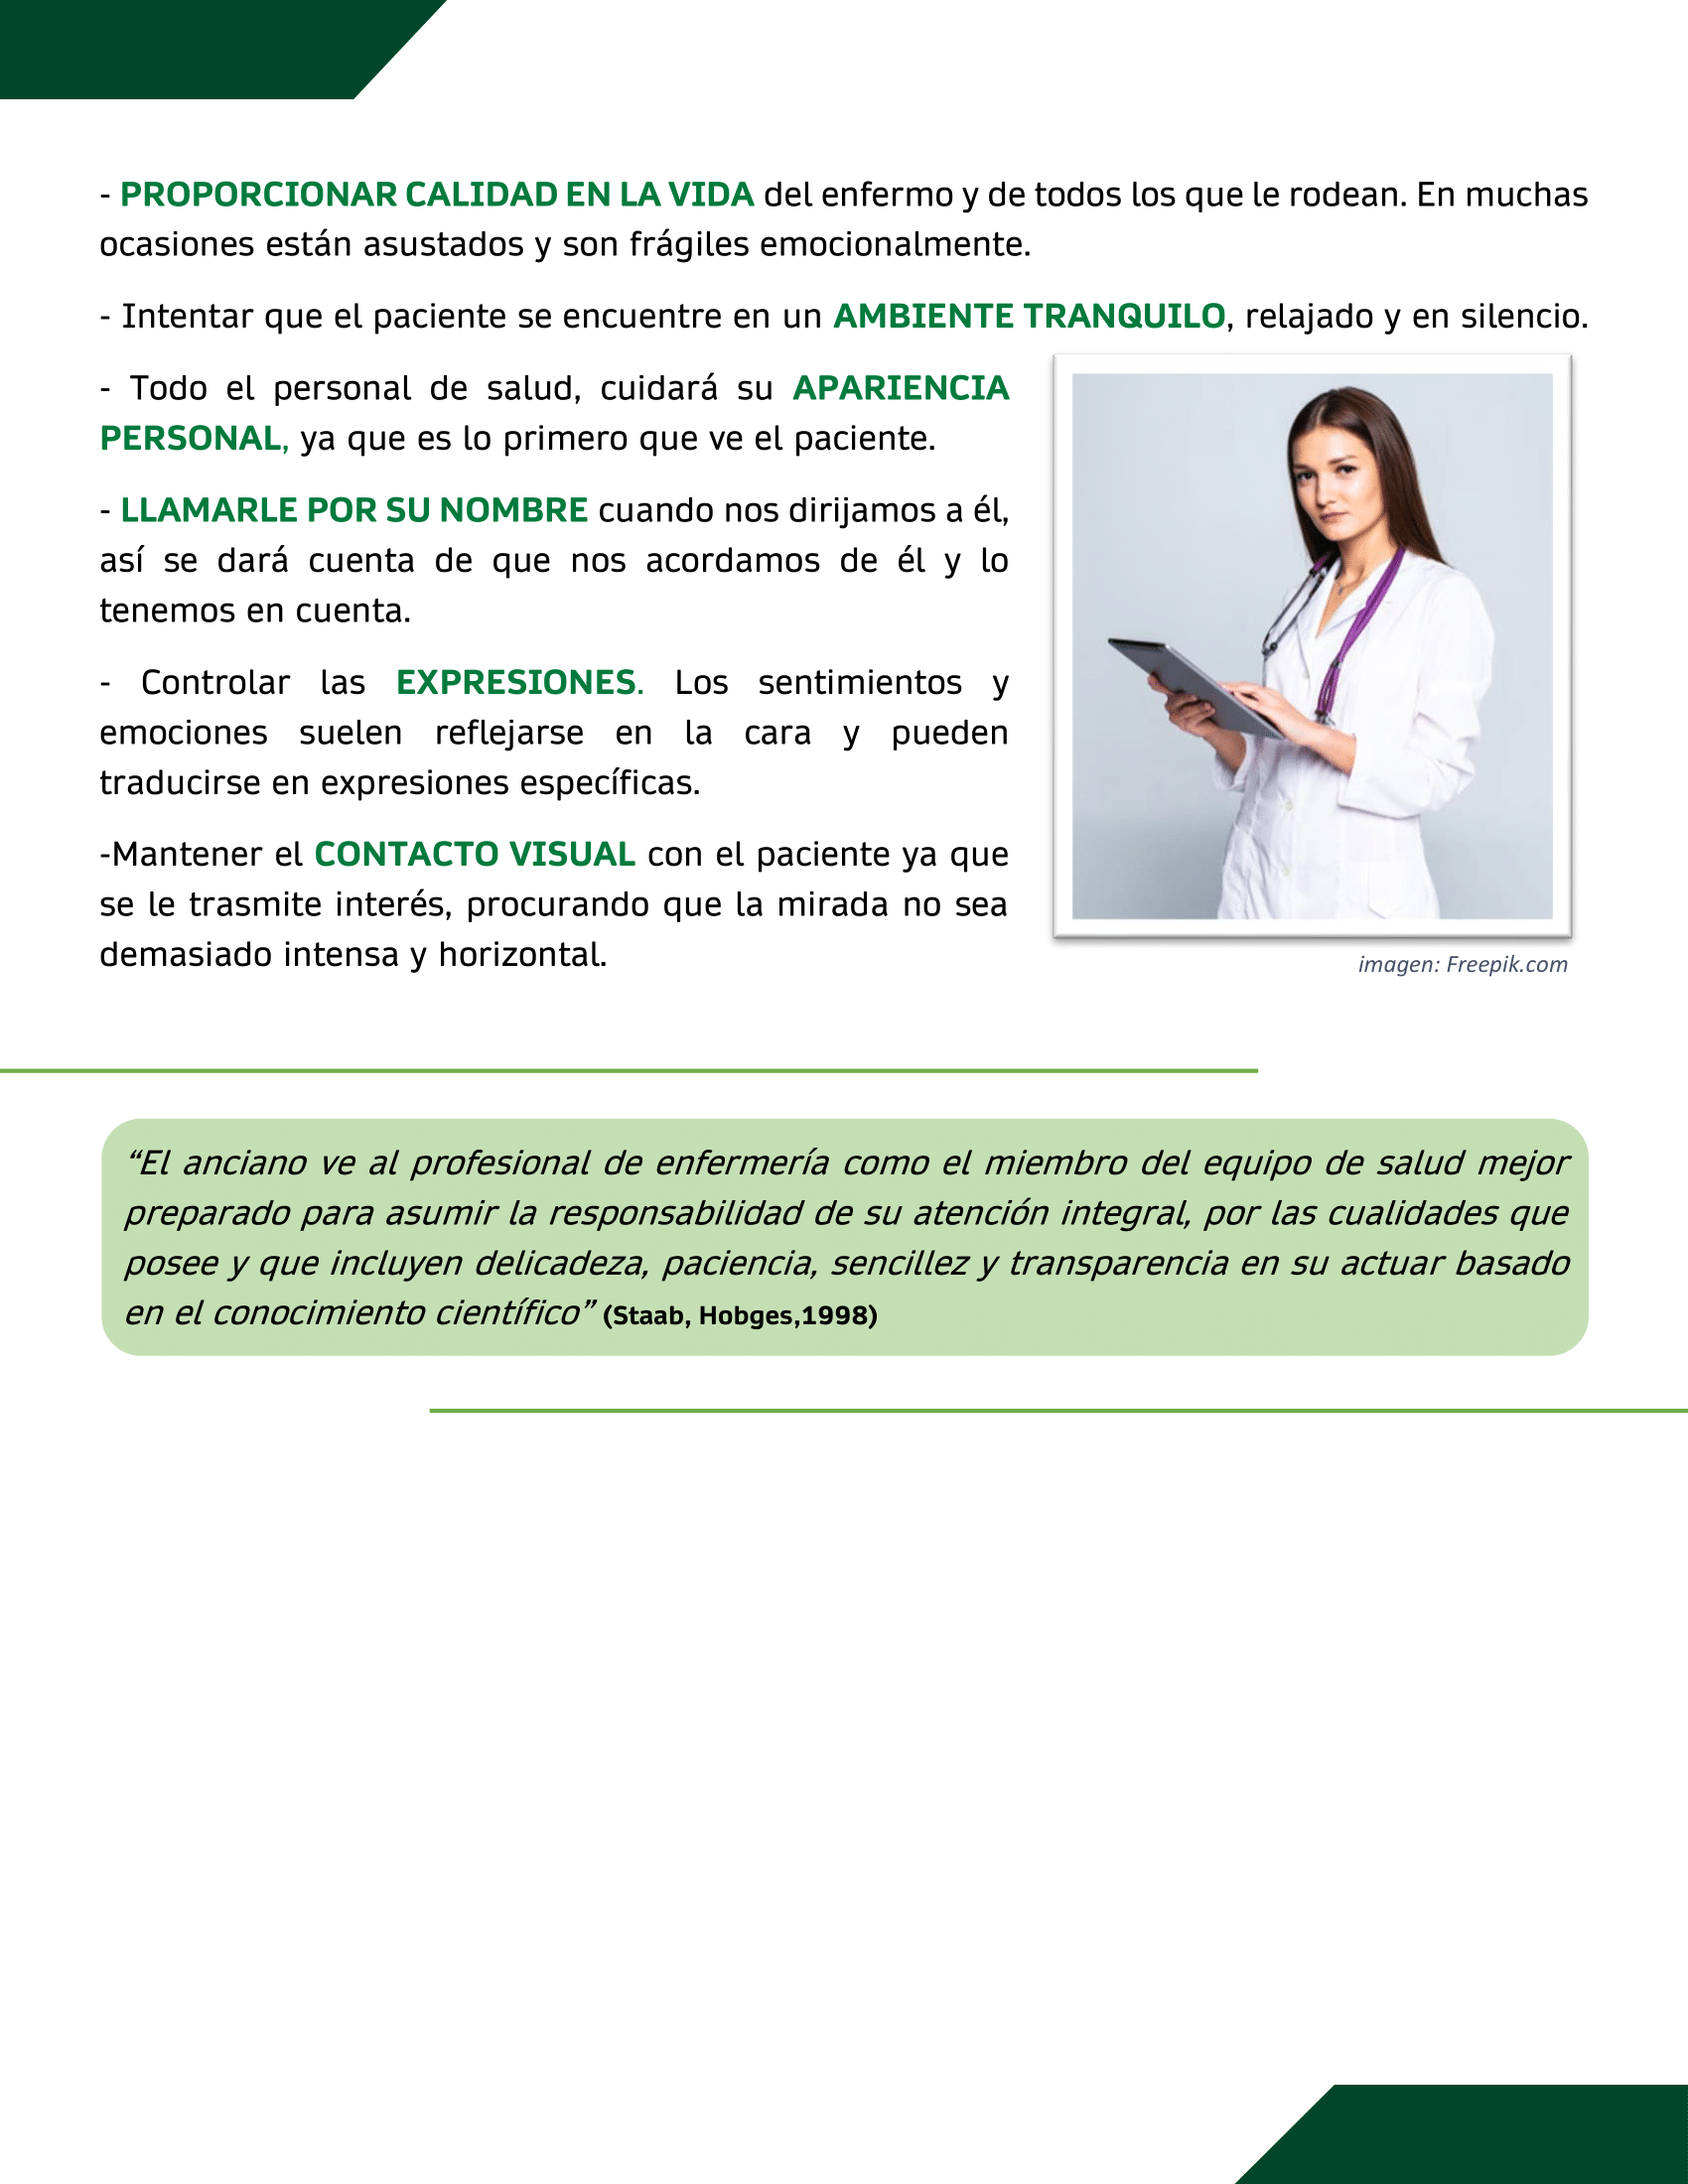 - PROPORCIONAR CALIDAD EN LA VIDA del enfermo y de todos los que le rodean. En muchas
ocasiones están asustados y son frágiles emocionalmente.
- Intentar que el paciente se encuentre en un AMBIENTE TRANQUILO, relajado y en silencio.
- Todo el personal de salud, cuidará su APARIENCIA
PERSONAL, ya que es lo primero que ve el paciente.
- LLAMARLE POR SU NOMBRE cuando nos dirijamos a él,
así se dará cuenta de que nos acordamos de él y lo
tenemos en cuenta.
- Controlar las EXPRESIONES. Los sentimientos y
emociones suelen reflejarse en la cara y pueden
traducirse en expresiones específicas.
-Mantener el CONTACTO VISUAL con el paciente ya que
se le trasmite interés, procurando que la mirada no sea
demasiado intensa y horizontal.
imagen: Freepik.com
“El anciano ve al profesional de enfermería como el miembro del equipo de salud mejor
preparado para asumir la responsabilidad de su atención integral, por las cualidades que
posee y que incluyen delicadeza, paciencia, sencillez y transparencia en su actuar basado
en el conocimiento científico” (Staab, Hobges,1998)